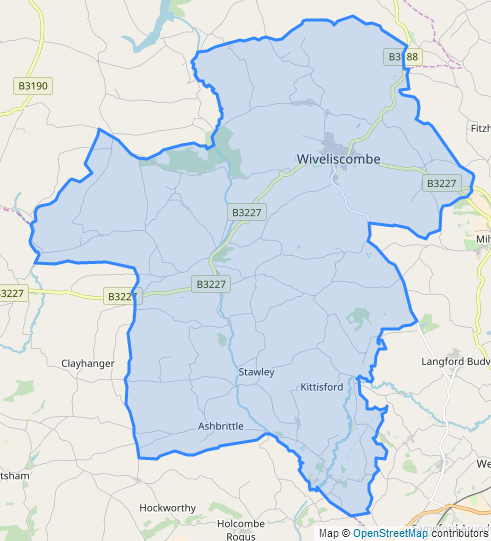 B3188
B3190
Fitzh
Wiveliscombe
B3227
B3227
Mil
B3227
B3227
B3227
Clayhanger
Langford Budv
Stawley
Kittisford
Ashbrittle
We
tsham
Hockworthy
Holcombe
Rogus
Map © OpenStreetMap contributors